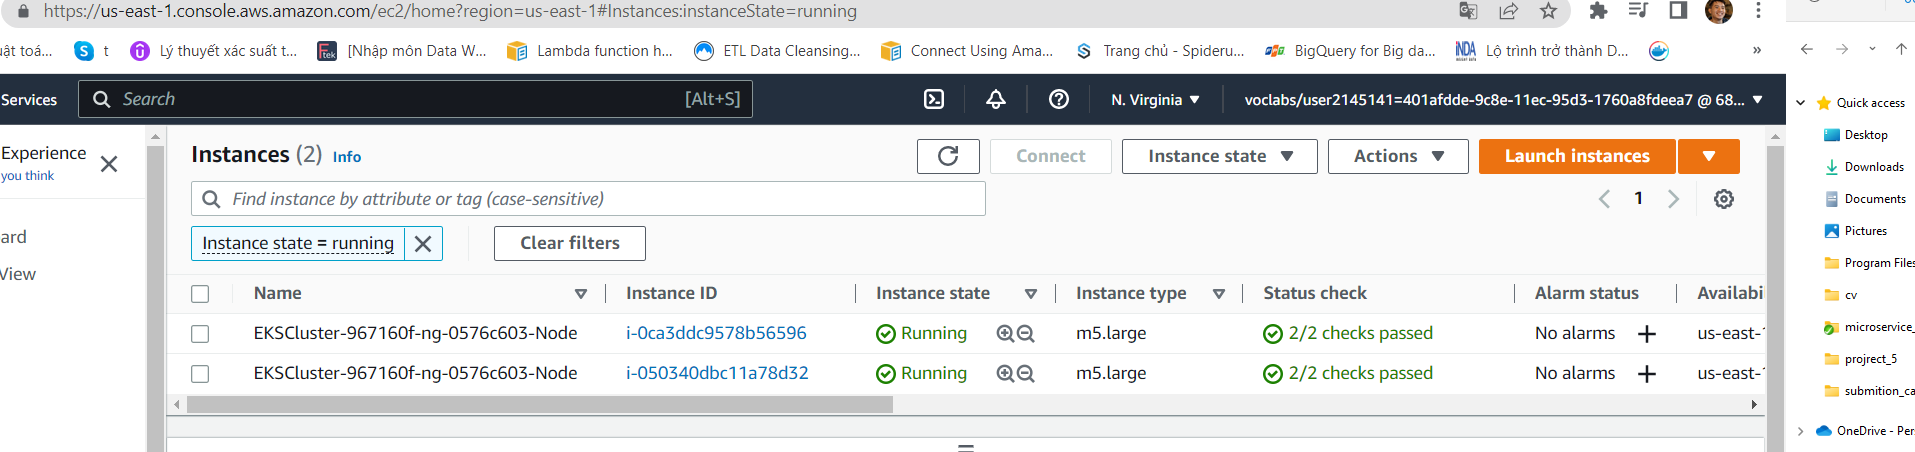 https://us-east-1.console.aws.amazon.com/ec2/home?region=us-east-1#Instances:instanceState=running
uật toá... t Lý thuyết xác suất t... [Nhập môn Data W... Lambda function h... ETL Data Cleansing... Connect Using Ama... Trang chủ - Spideru... BigQuery for Big da... Lộ trình trở thành D... »
Services Search [Alt+S] N. Virginia voclabs/user2145141=401afdde-9c8e-11ec-95d3-1760a8fdeea7 @ 68...
Quick access
Desktop
Downloads
Documents
Pictures
Program Files
cv
microservice_
projrect_5
submition_ca
OneDrive - Per
Experience
you think
ard
View
Instances (2) Info
Connect Instance state Actions Launch instances
Find instance by attribute or tag (case-sensitive) 1
Instance state = running Clear filters
Name Instance ID Instance state Instance type Status check Alarm status Availabi
EKSCluster-967160f-ng-0576c603-Node i-0ca3ddc9578b56596 Running m5.large 2/2 checks passed No alarms us-east-1
EKSCluster-967160f-ng-0576c603-Node i-050340dbc11a78d32 Running m5.large 2/2 checks passed No alarms us-east-